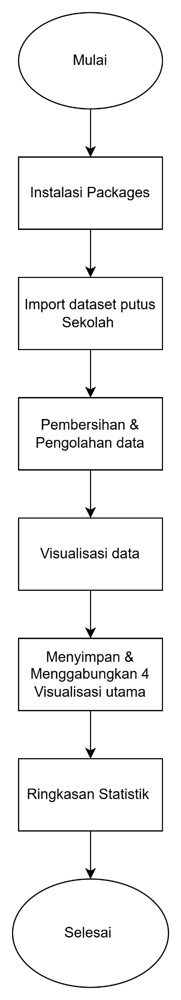 Mulai
Instalasi Packages
Import dataset putus
Sekolah
Pembersihan &
Pengolahan data
Visualisasi data
Menyimpan &
Menggabungkan 4
Visualisasi utama
Ringkasan Statistik
Selesai